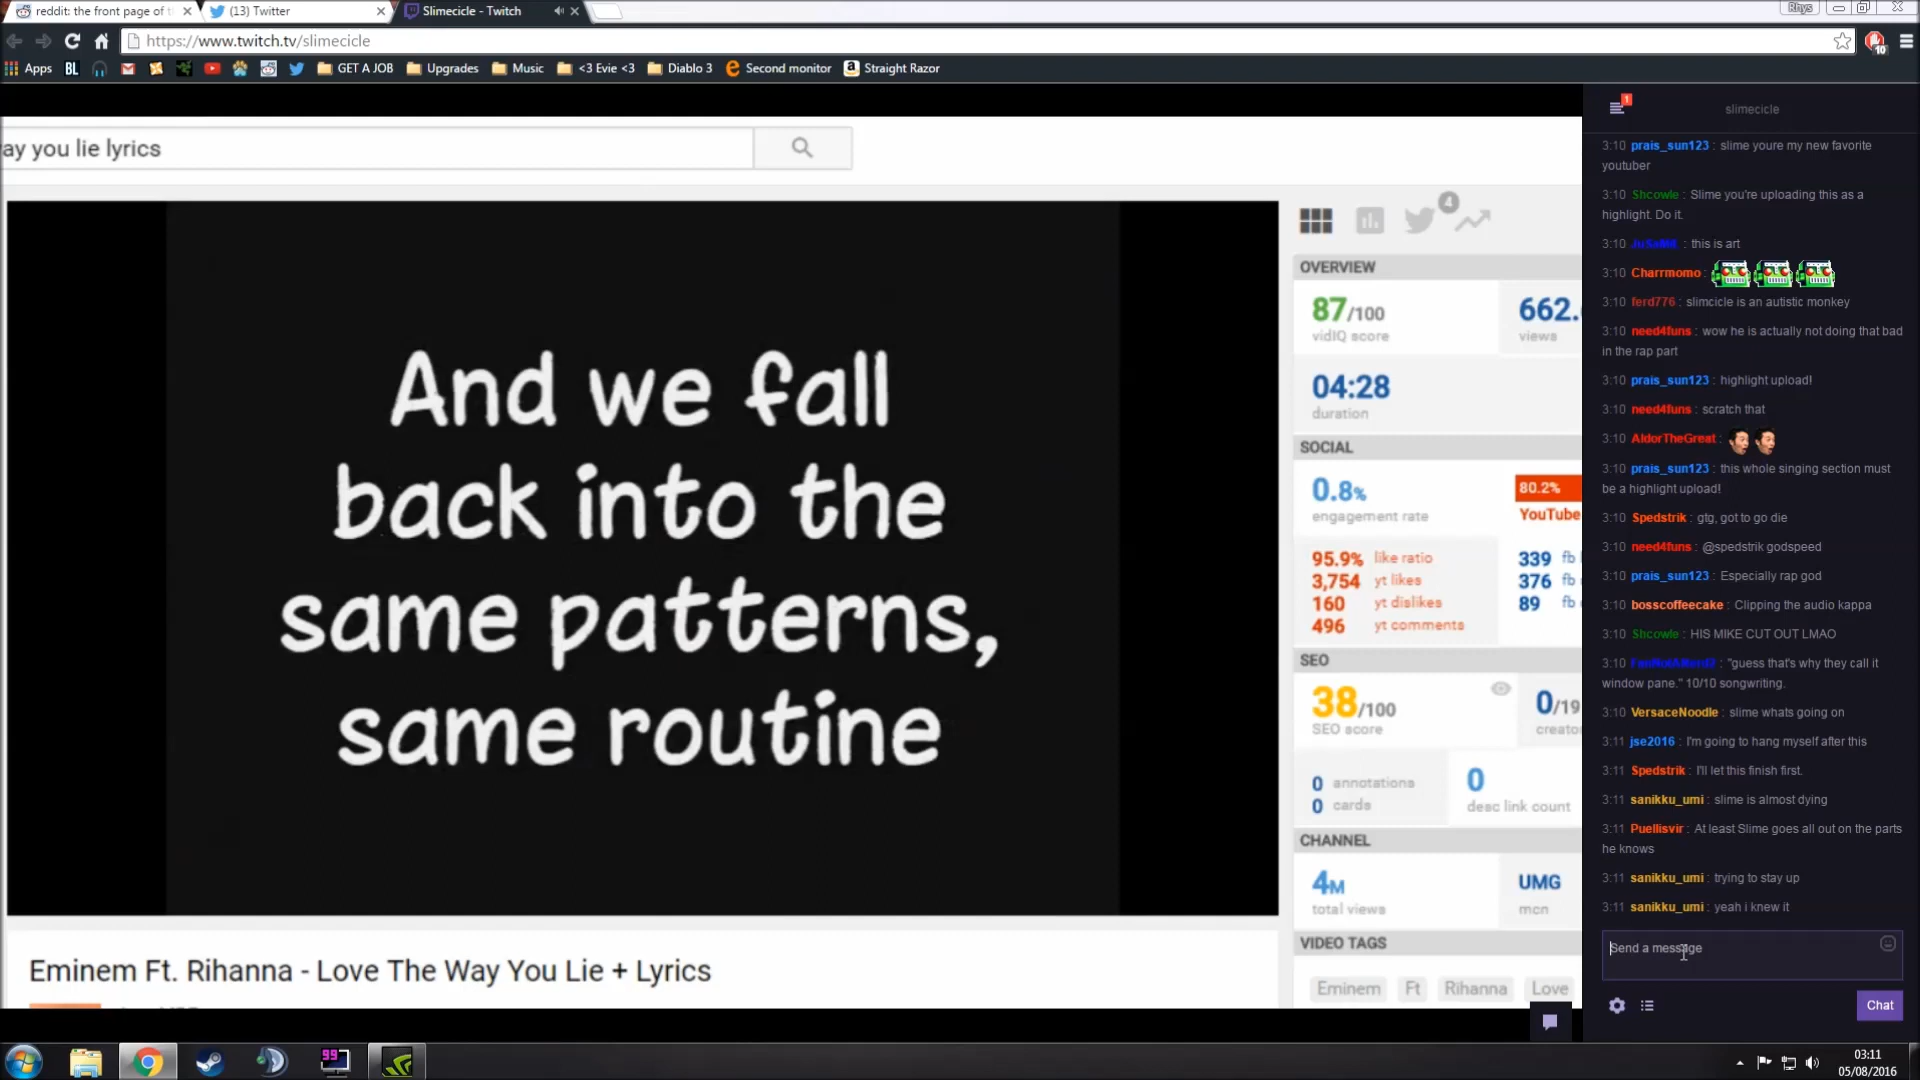 reddit: the front page of t
(13) Twitter
Slimecicle - Twitch
Rhys
https://www.twitch.tv/slimecicle
10
Apps
BL
GET A JOB
Upgrades
Music
<3 Evie <3
Diablo 3
Second monitor
Straight Razor
ay you lie lyrics
And we fall
back into the
same patterns,
same routine
Eminem Ft. Rihanna - Love The Way You Lie + Lyrics
4
OVERVIEW
87/100
vidIQ score
662.
views
04:28
duration
SOCIAL
0.8%
engagement rate
80.2%
YouTube
95.9% like ratio
3,754 yt likes
160 yt dislikes
496 yt comments
339 fb
376 fb
89 fb
SEO
38/100
SEO score
0/19
creato
0 annotations
0 cards
0
desc link count
CHANNEL
4M
total views
UMG
mcn
VIDEO TAGS
Eminem
Ft
Rihanna
Love
1
slimecicle
3:10 prais_sun123 : slime youre my new favorite
youtuber
3:10 Shcowle : Slime you're uploading this as a
highlight. Do it.
3:10 : this is art
3:10 Charrmomo :
3:10 ferd776 : slimcicle is an autistic monkey
3:10 need4funs : wow he is actually not doing that bad
in the rap part
3:10 prais_sun123 : highlight upload!
3:10 need4funs : scratch that
3:10 AldorTheGreat :
3:10 prais_sun123 : this whole singing section must
be a highlight upload!
3:10 Spedstrik : gtg, got to go die
3:10 need4funs : @spedstrik godspeed
3:10 prais_sun123 : Especially rap god
3:10 bosscoffeecake : Clipping the audio kappa
3:10 Shcowle : HIS MIKE CUT OUT LMAO
3:10 : "guess that's why they call it
window pane." 10/10 songwriting.
3:10 VersaceNoodle : slime whats going on
3:11 jse2016 : I'm going to hang myself after this
3:11 Spedstrik : I'll let this finish first.
3:11 sanikku_umi : slime is almost dying
3:11 Puellisvir : At least Slime goes all out on the parts
he knows
3:11 sanikku_umi : trying to stay up
3:11 sanikku_umi : yeah i knew it
Send a message
Chat
99
03:11
05/08/2016